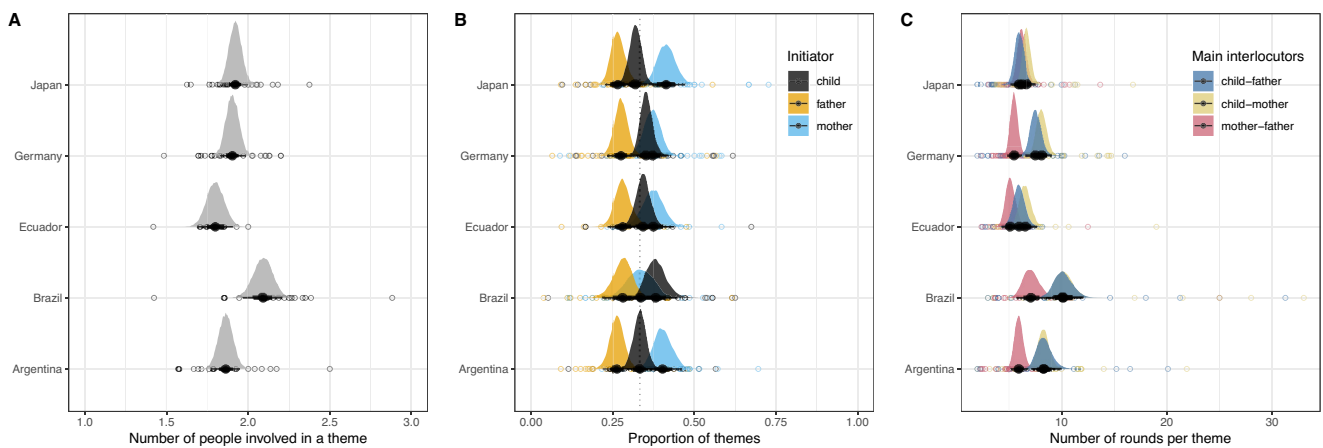 A
Japan
Germany
Ecuador
Brazil
Argentina
1.0 1.5 2.0 2.5 3.0
Number of people involved in a theme
B
Initiator
child
father
mother
Japan
Germany
Ecuador
Brazil
Argentina
0.00 0.25 0.50 0.75 1.00
Proportion of themes
C
Main interlocutors
child−father
child−mother
mother−father
Japan
Germany
Ecuador
Brazil
Argentina
10 20 30
Number of rounds per theme